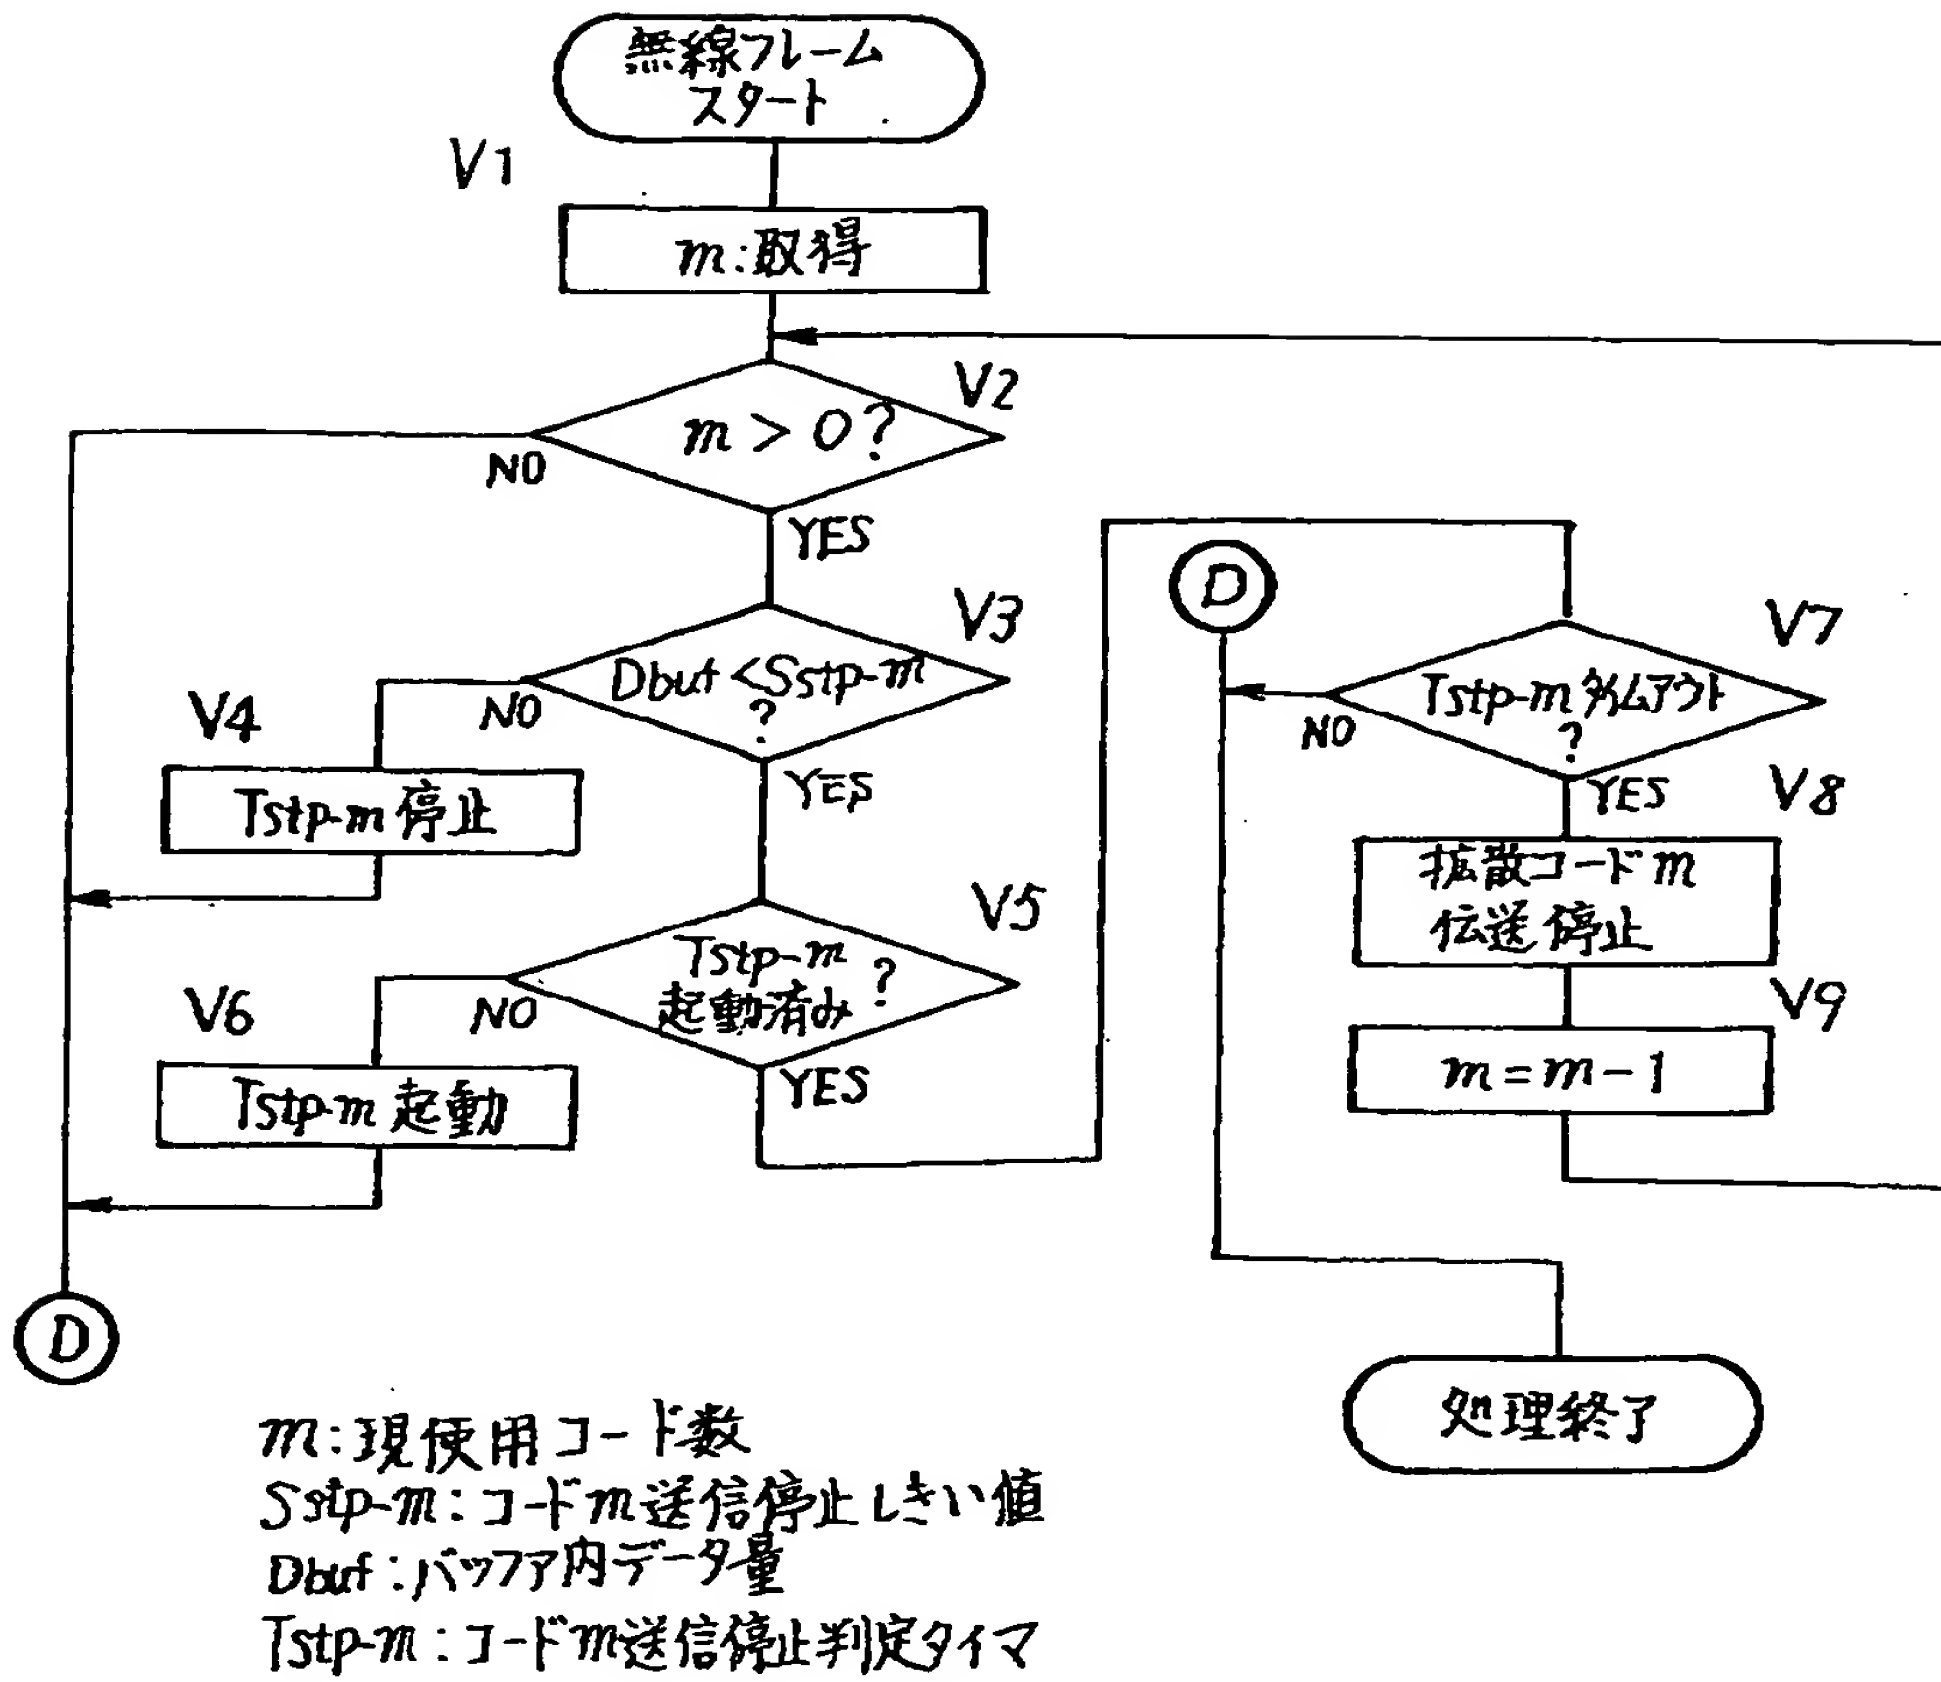 無線フレーム
スタート
V1
m:取得
V2
m > 0?
NO
YES
V3
Dbuf<Sstp-m
?
NO
YES
V4
Tstp-m 停止
V5
Tstp-m
起動済み?
NO
YES
V6
Tstp-m 起動
D
D
V7
Tstp-m タイムアウト
?
NO
YES
V8
拡散コードm
伝送停止
V9
m=m-1
処理終了
m:現使用コード数
Sstp-m:コードm送信停止しきい値
Dbuf:バッファ内データ量
Tstp-m:コードm送信停止判定タイマ